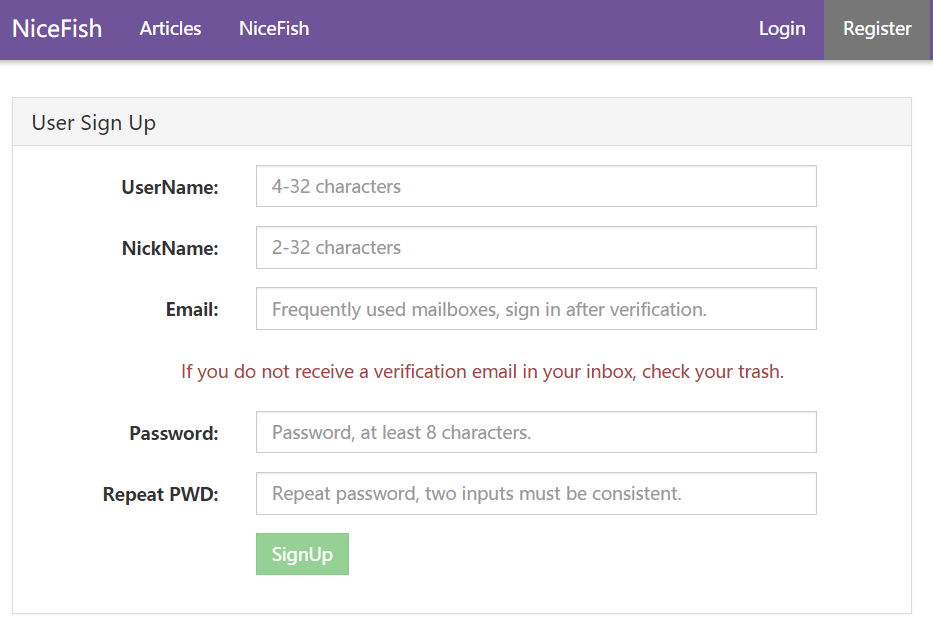 NiceFish Articles NiceFish Login Register
User Sign Up
UserName: 4-32 characters
NickName: 2-32 characters
Email: Frequently used mailboxes, sign in after verification.
If you do not receive a verification email in your inbox, check your trash.
Password: Password, at least 8 characters.
Repeat PWD: Repeat password, two inputs must be consistent.
SignUp